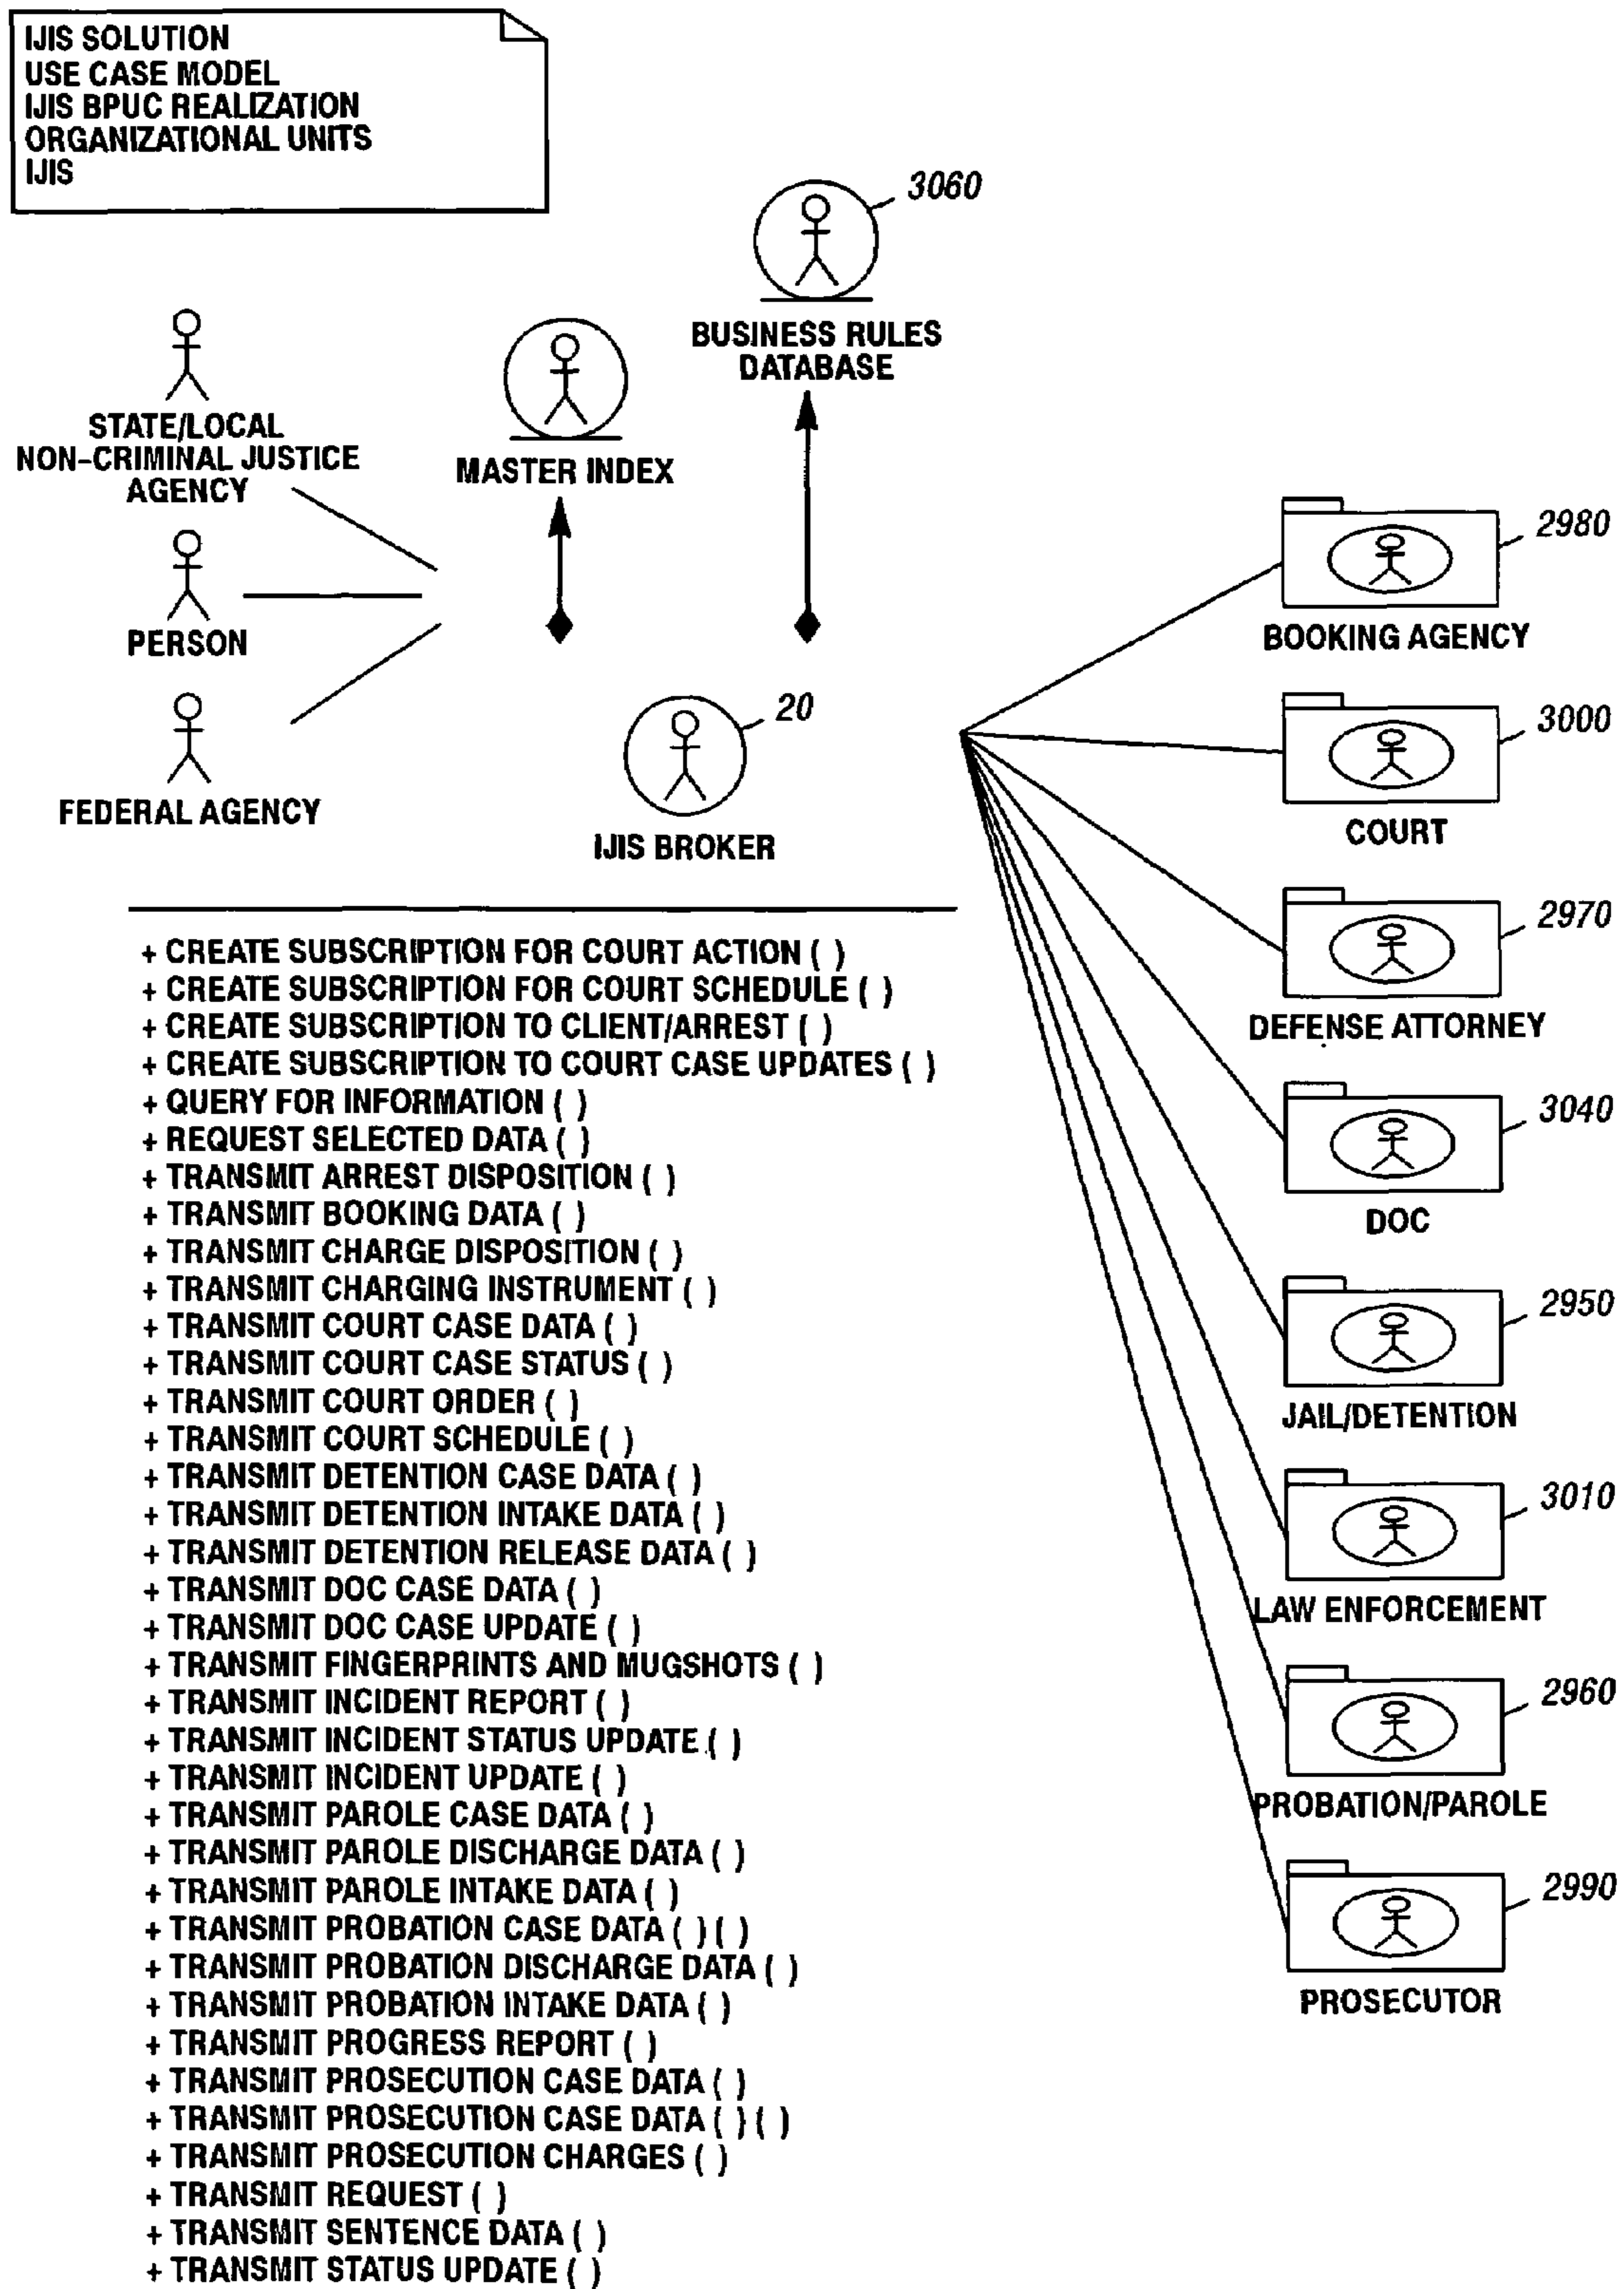 IJIS SOLUTION
USE CASE MODEL
IJIS BPUC REALIZATION
ORGANIZATIONAL UNITS
IJIS
3060
BUSINESS RULES
DATABASE
STATE/LOCAL
NON-CRIMINAL JUSTICE
AGENCY
MASTER INDEX
PERSON
FEDERAL AGENCY
20
IJIS BROKER
+ CREATE SUBSCRIPTION FOR COURT ACTION ( )
+ CREATE SUBSCRIPTION FOR COURT SCHEDULE ( )
+ CREATE SUBSCRIPTION TO CLIENT/ARREST ( )
+ CREATE SUBSCRIPTION TO COURT CASE UPDATES ( )
+ QUERY FOR INFORMATION ( )
+ REQUEST SELECTED DATA ( )
+ TRANSMIT ARREST DISPOSITION ( )
+ TRANSMIT BOOKING DATA ( )
+ TRANSMIT CHARGE DISPOSITION ( )
+ TRANSMIT CHARGING INSTRUMENT ( )
+ TRANSMIT COURT CASE DATA ( )
+ TRANSMIT COURT CASE STATUS ( )
+ TRANSMIT COURT ORDER ( )
+ TRANSMIT COURT SCHEDULE ( )
+ TRANSMIT DETENTION CASE DATA ( )
+ TRANSMIT DETENTION INTAKE DATA ( )
+ TRANSMIT DETENTION RELEASE DATA ( )
+ TRANSMIT DOC CASE DATA ( )
+ TRANSMIT DOC CASE UPDATE ( )
+ TRANSMIT FINGERPRINTS AND MUGSHOTS ( )
+ TRANSMIT INCIDENT REPORT ( )
+ TRANSMIT INCIDENT STATUS UPDATE ( )
+ TRANSMIT INCIDENT UPDATE ( )
+ TRANSMIT PAROLE CASE DATA ( )
+ TRANSMIT PAROLE DISCHARGE DATA ( )
+ TRANSMIT PAROLE INTAKE DATA ( )
+ TRANSMIT PROBATION CASE DATA ( ) ( )
+ TRANSMIT PROBATION DISCHARGE DATA ( )
+ TRANSMIT PROBATION INTAKE DATA ( )
+ TRANSMIT PROGRESS REPORT ( )
+ TRANSMIT PROSECUTION CASE DATA ( )
+ TRANSMIT PROSECUTION CASE DATA ( ) ( )
+ TRANSMIT PROSECUTION CHARGES ( )
+ TRANSMIT REQUEST ( )
+ TRANSMIT SENTENCE DATA ( )
+ TRANSMIT STATUS UPDATE ( )
2980
BOOKING AGENCY
3000
COURT
2970
DEFENSE ATTORNEY
3040
DOC
2950
JAIL/DETENTION
3010
LAW ENFORCEMENT
2960
PROBATION/PAROLE
2990
PROSECUTOR